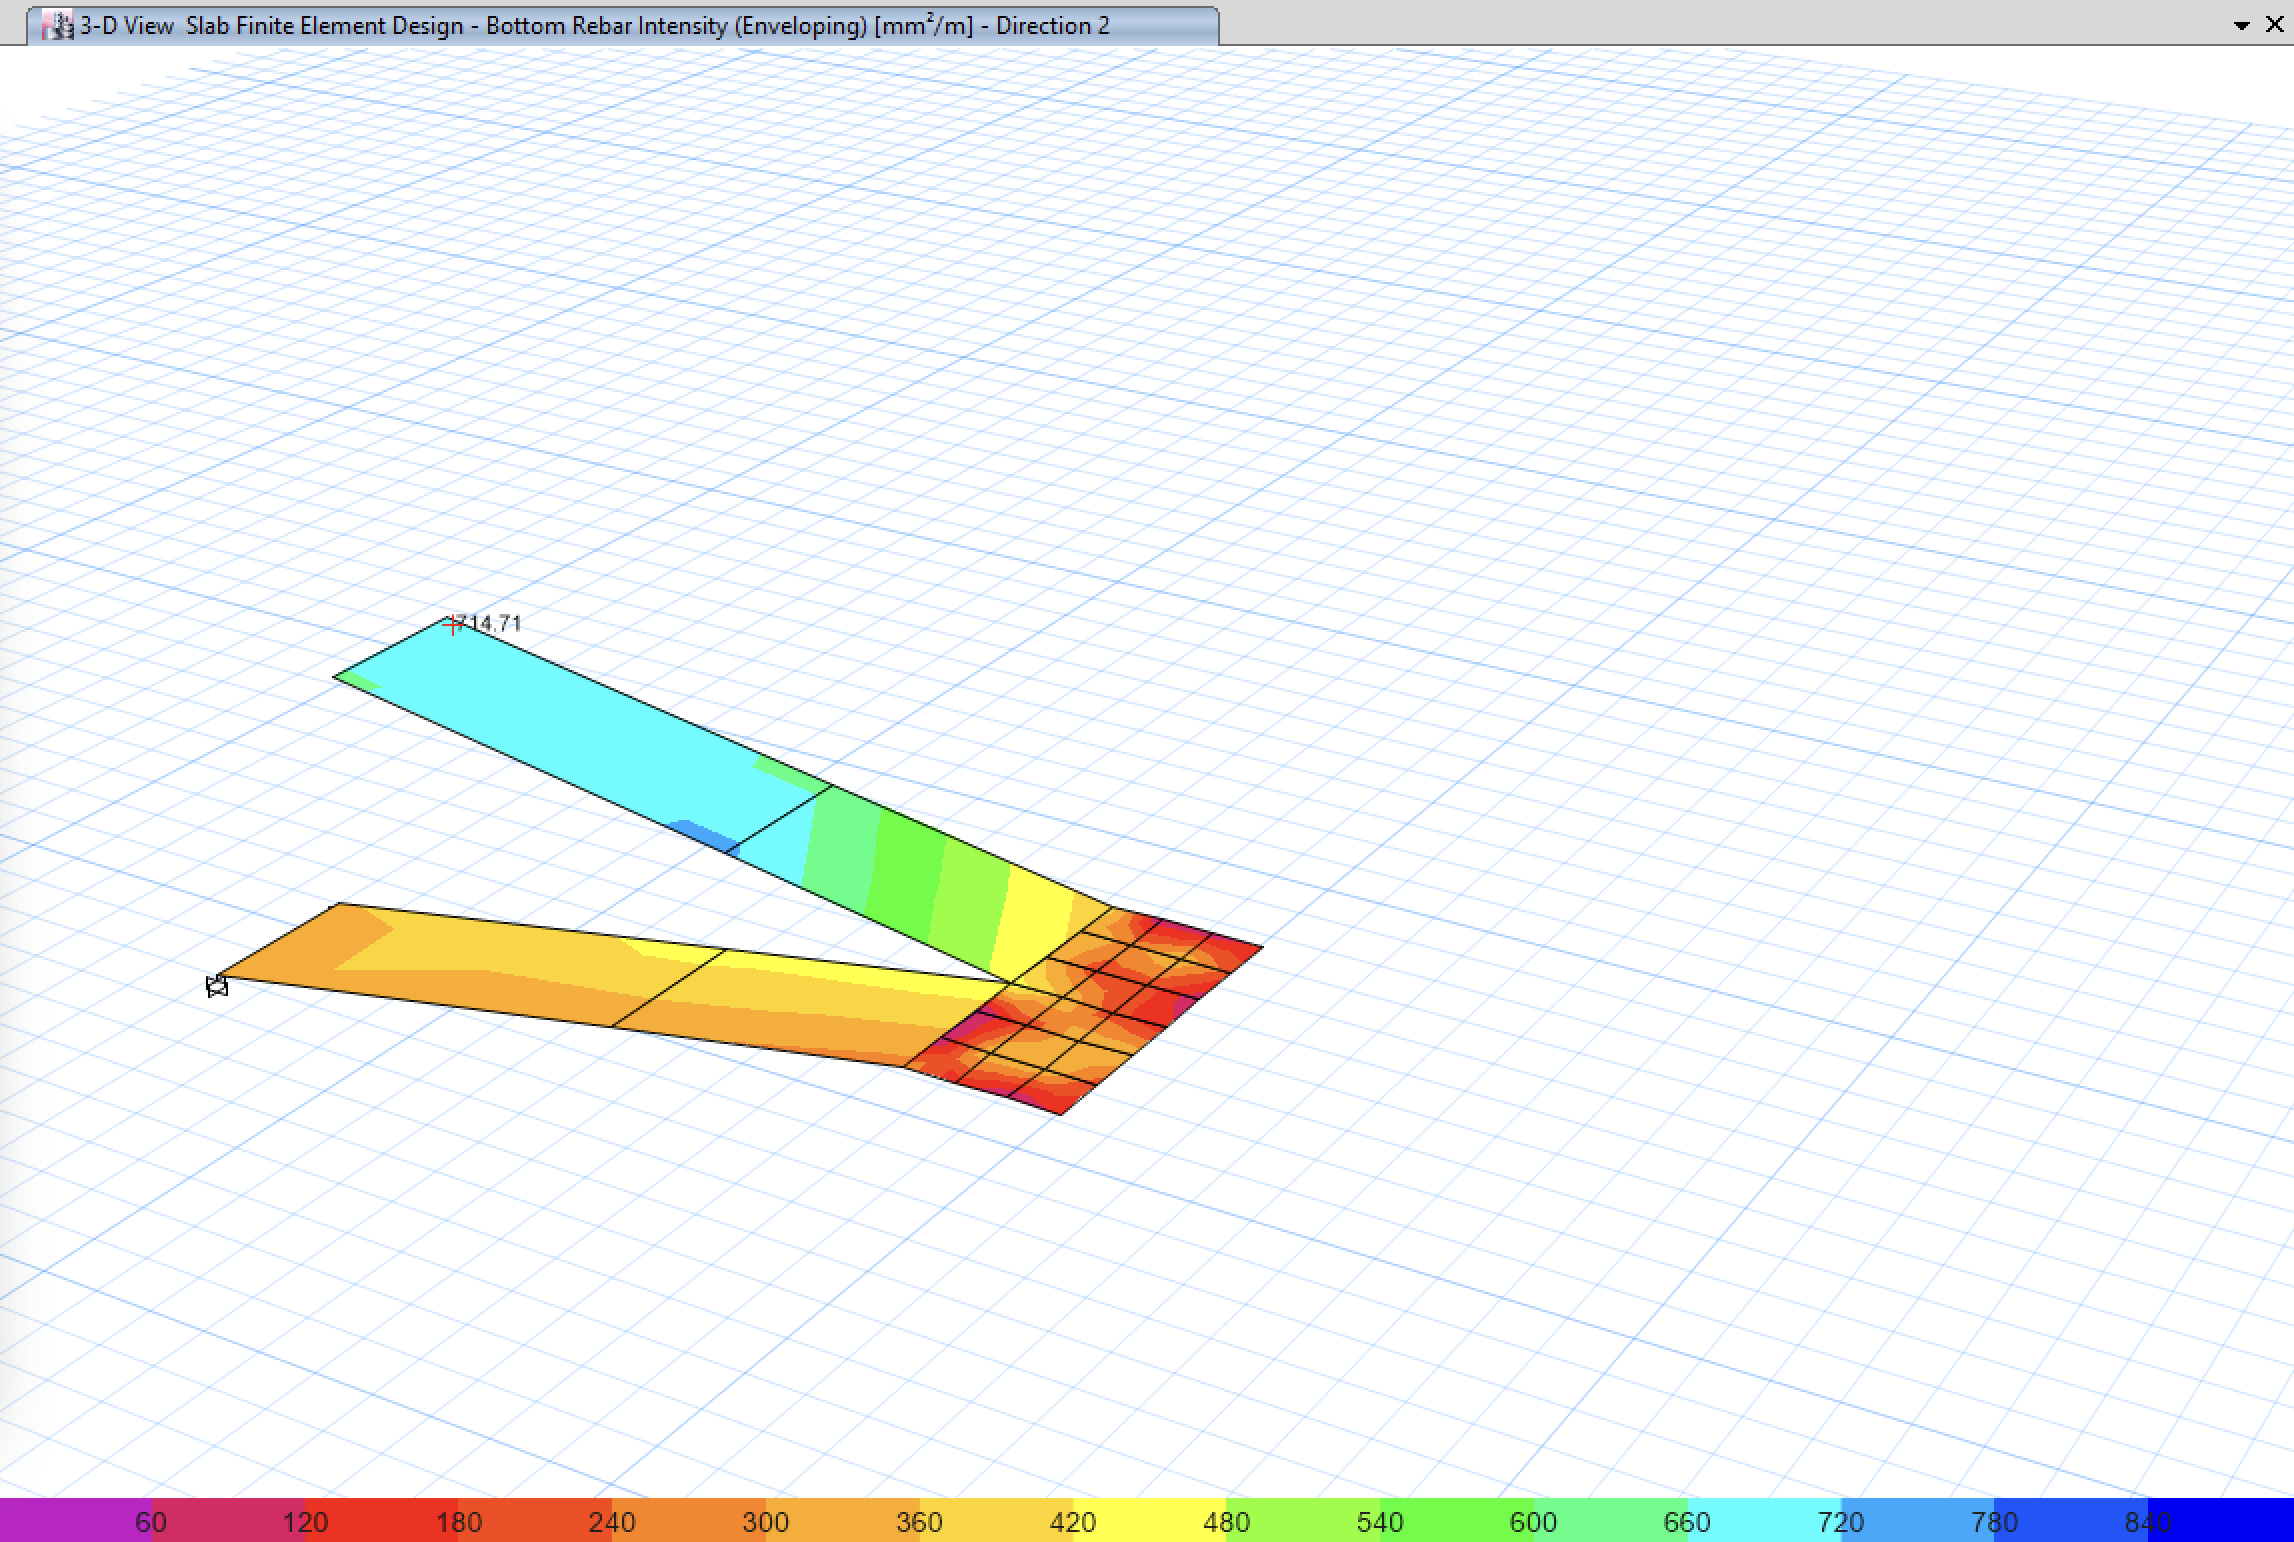 3-D View  Slab Finite Element Design - Bottom Rebar Intensity (Enveloping) [mm²/m] - Direction 2
714.71
60 120 180 240 300 360 420 480 540 600 660 720 780 840